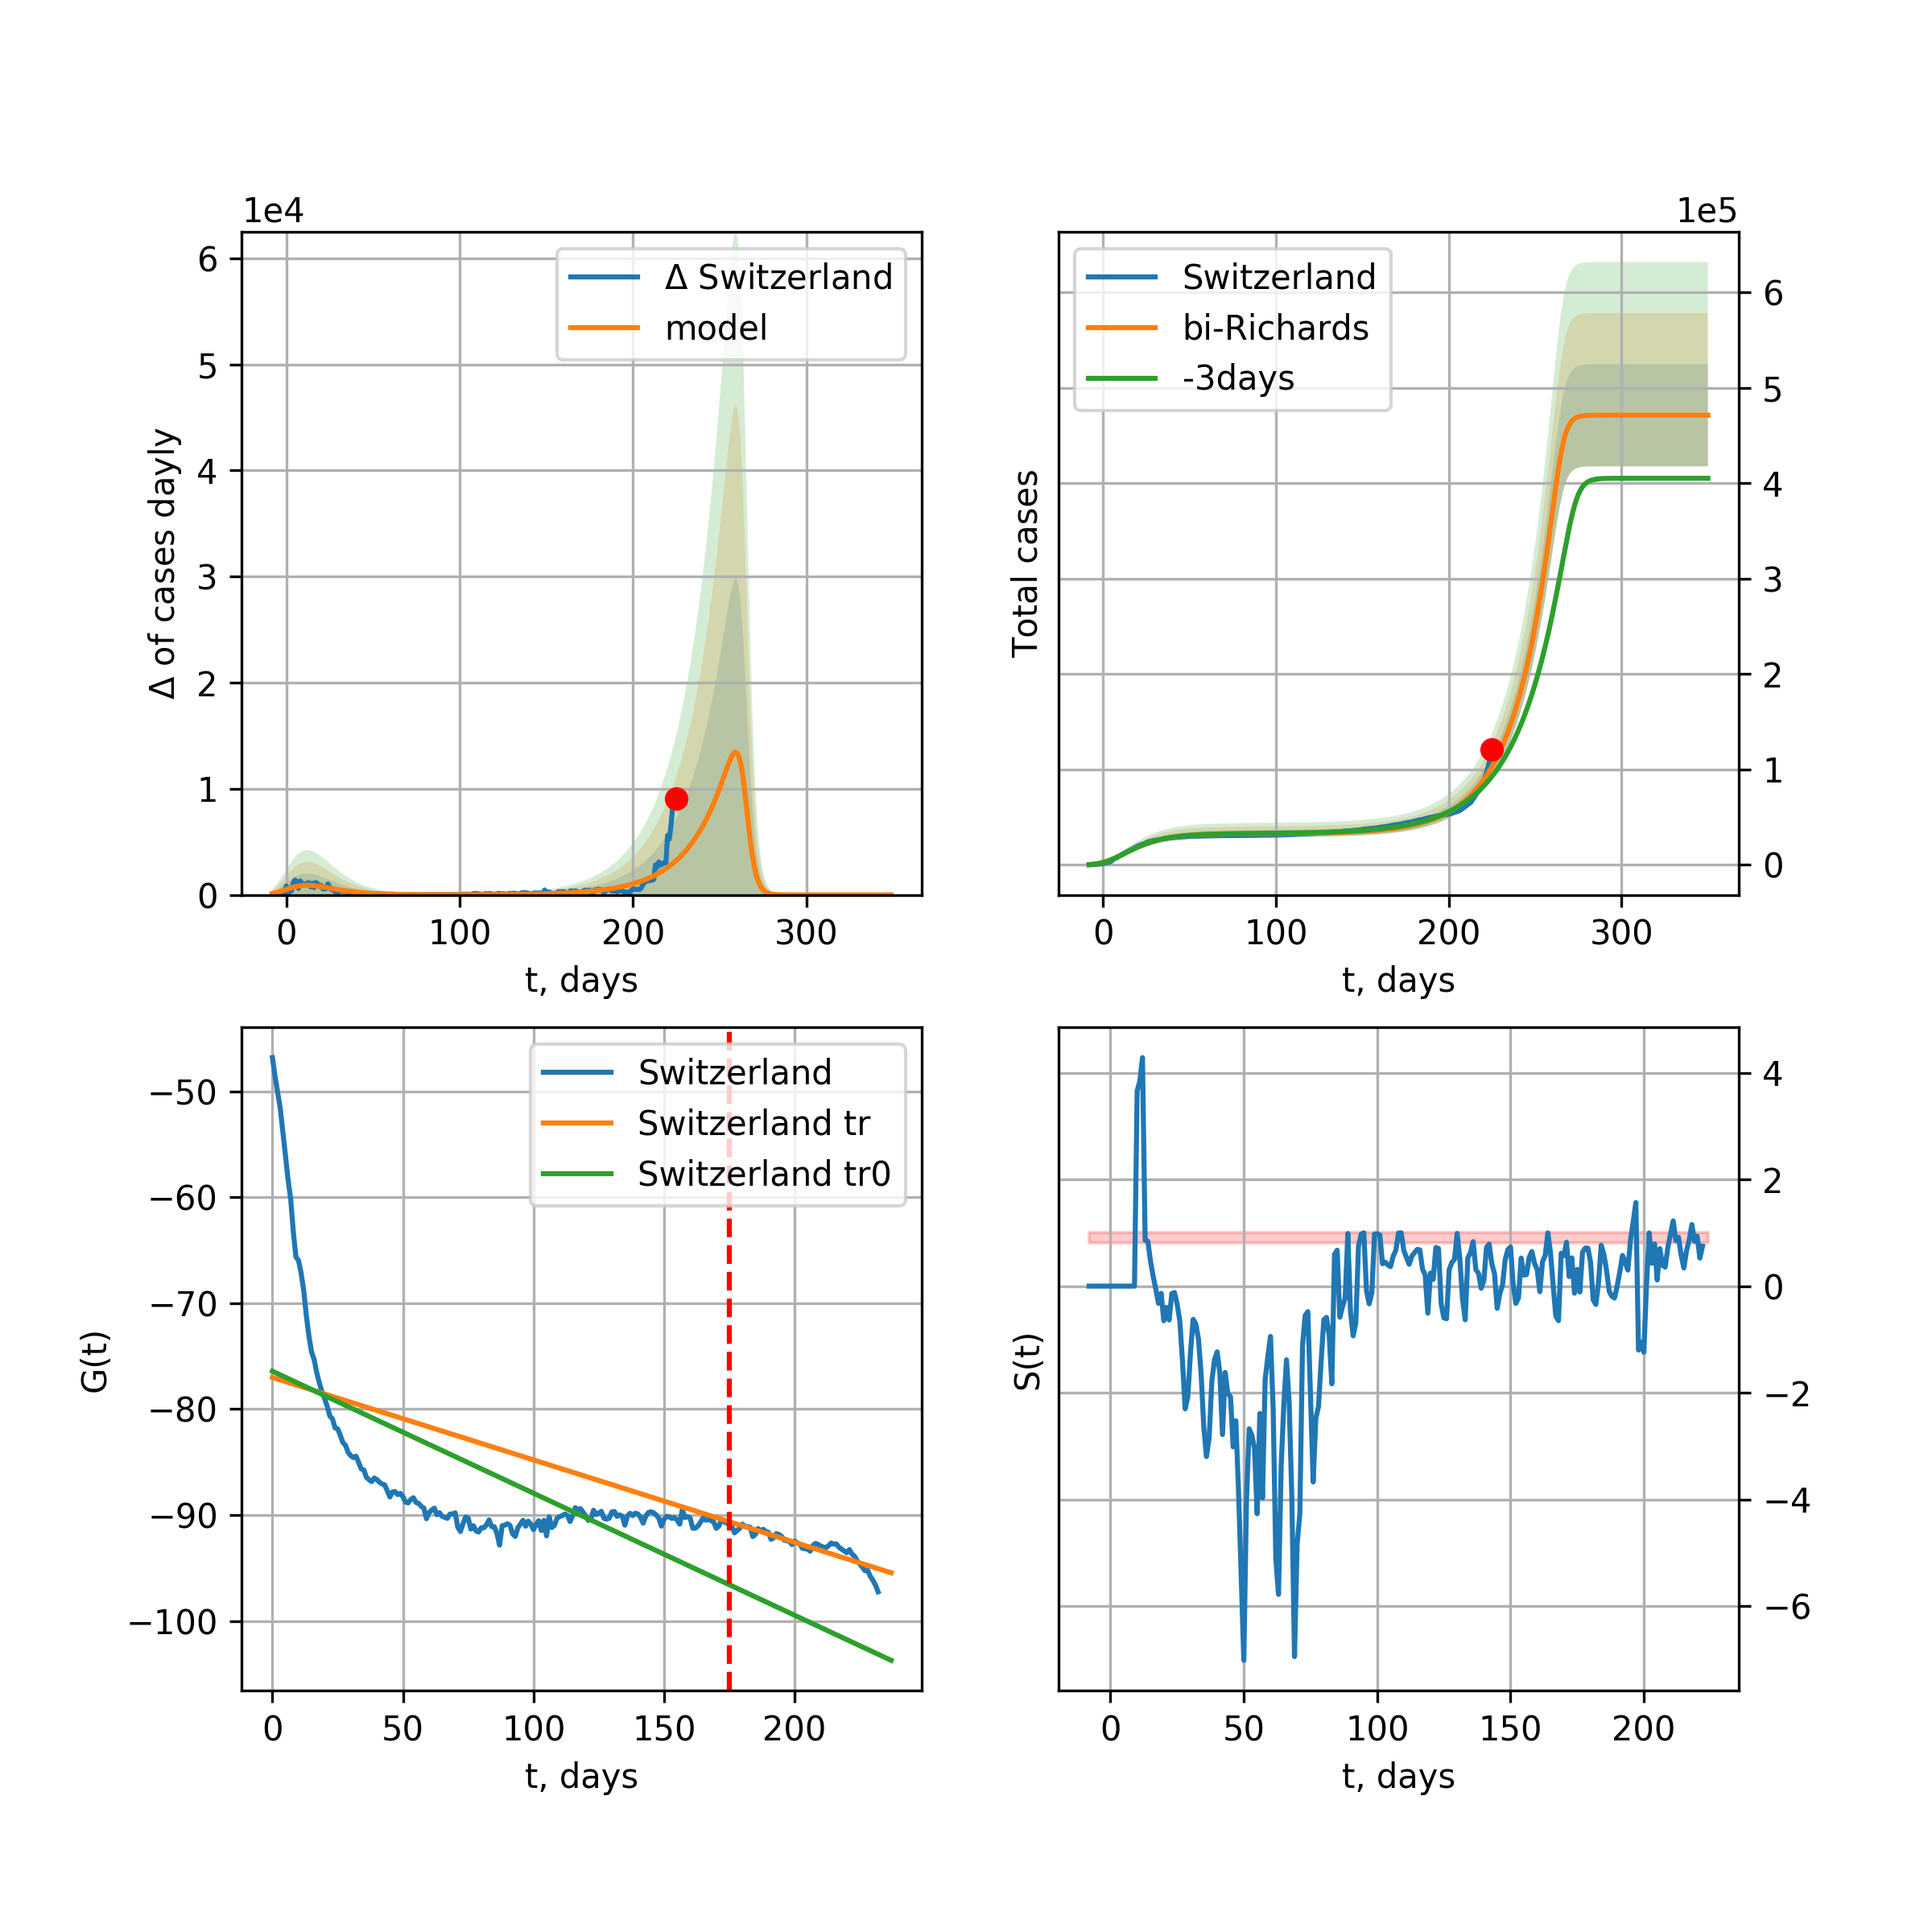 1e4
6
5
4
3
2
1
0
Δ of cases dayly
Δ Switzerland
model
0 100 200 300
t, days
1e5
Switzerland
bi-Richards
-3days
Total cases
6
5
4
3
2
1
0
0 100 200 300
t, days
−50
−60
−70
−80
−90
−100
G(t)
Switzerland
Switzerland tr
Switzerland tr0
0 50 100 150 200
t, days
S(t)
4
2
0
−2
−4
−6
0 50 100 150 200
t, days